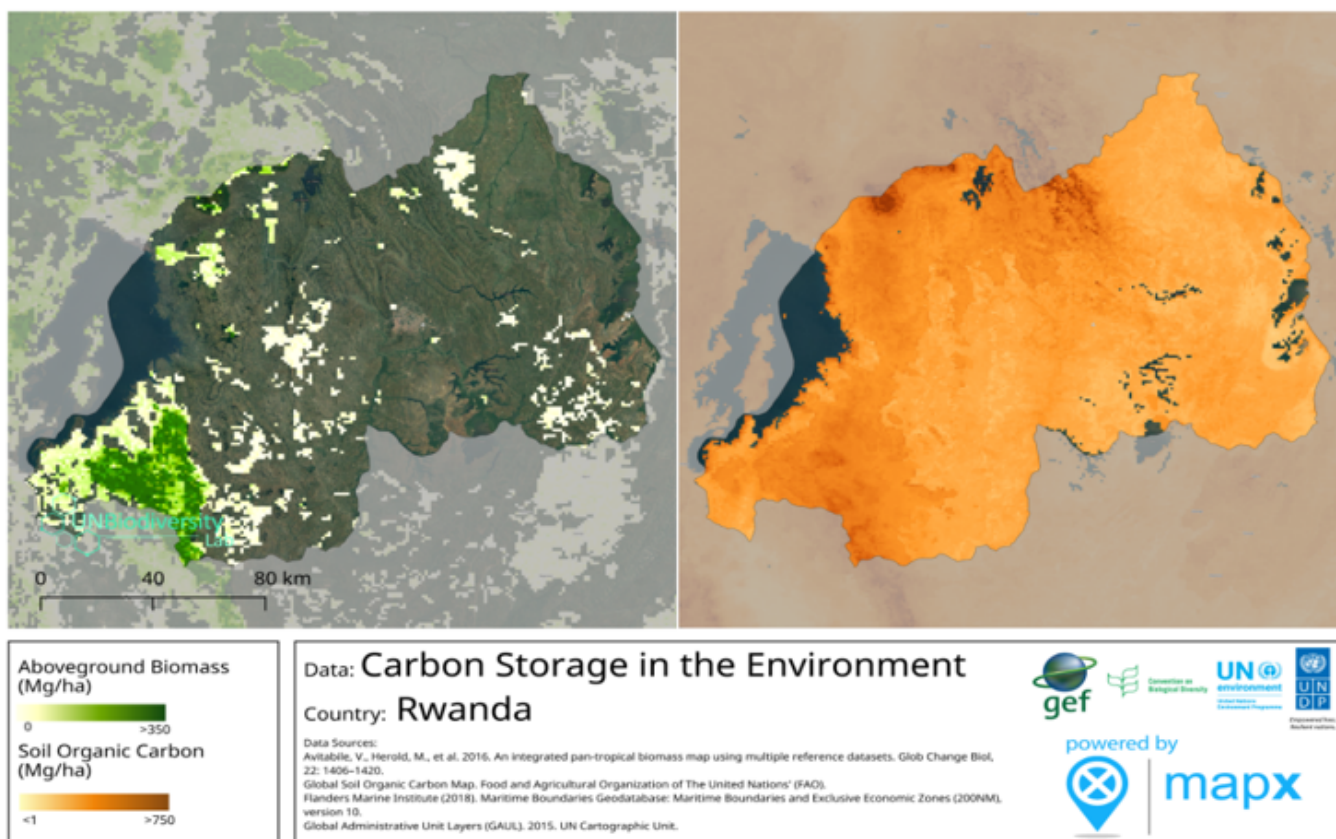 UNBiodiversity
Lab
0 40 80 km
Aboveground Biomass
(Mg/ha)
0 >350
Soil Organic Carbon
(Mg/ha)
<1 >750
Data: Carbon Storage in the Environment
Country: Rwanda
Data Sources:
Avitabile, V., Herold, M., et al. 2016. An integrated pan-tropical biomass map using multiple reference datasets. Glob Change Biol,
22: 1406–1420.
Global Soil Organic Carbon Map. Food and Agricultural Organization of The United Nations' (FAO).
Flanders Marine Institute (2018). Maritime Boundaries Geodatabase: Maritime Boundaries and Exclusive Economic Zones (200NM),
version 10.
Global Administrative Unit Layers (GAUL). 2015. UN Cartographic Unit.
gef
Convention on
Biological Diversity
UN
environment
United Nations
Environment Programme
U N
D P
Empowered lives.
Resilient nations.
powered by
mapx